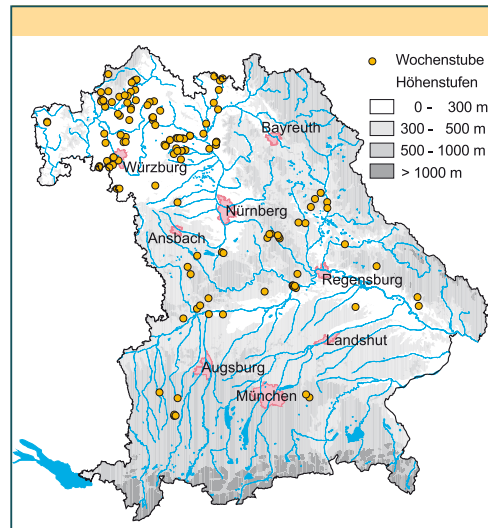 Wochenstube
Höhenstufen
0 - 300 m
300 - 500 m
500 - 1000 m
> 1000 m
Bayreuth
Würzburg
Nürnberg
Ansbach
Regensburg
Landshut
Augsburg
München